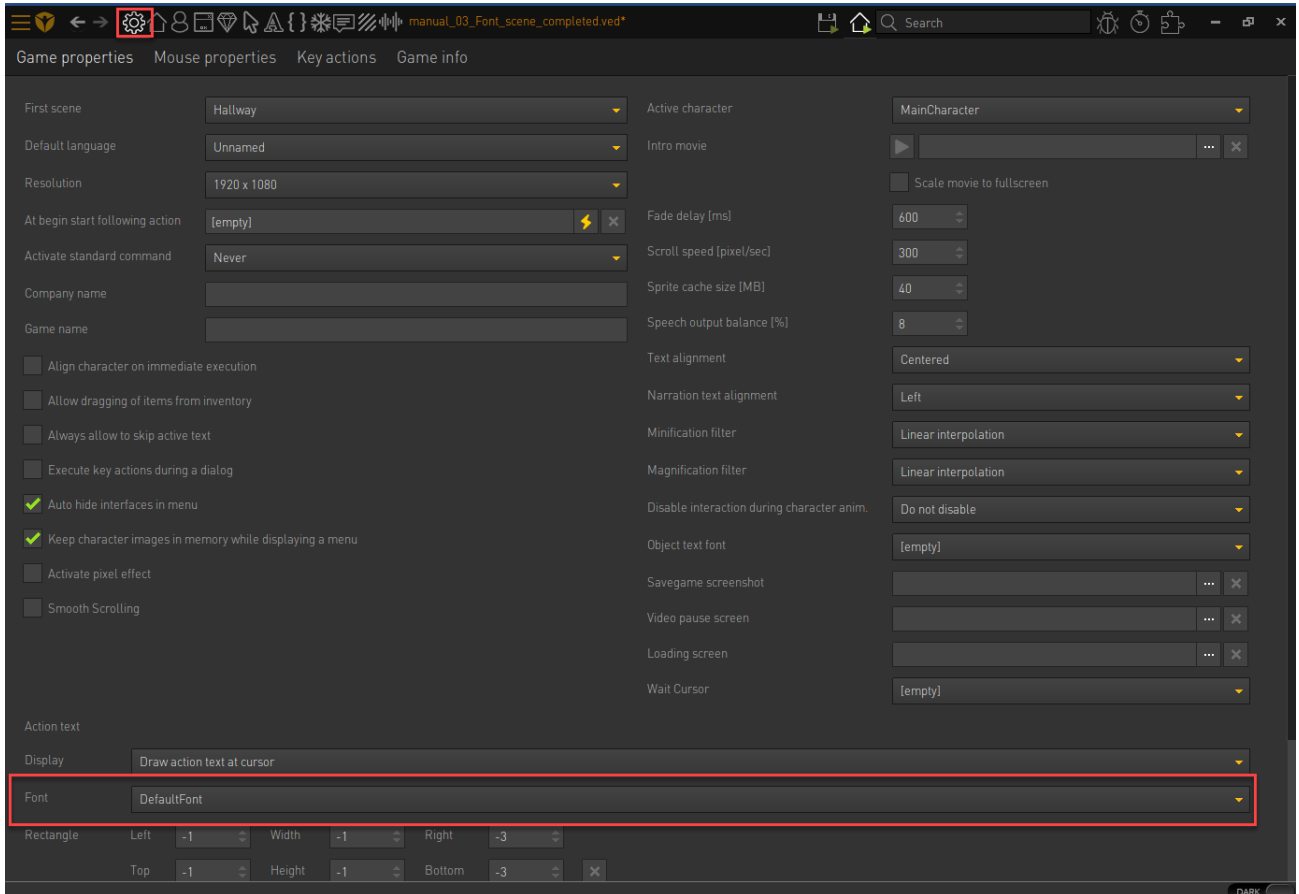 manual_03_Font_scene_completed.ved*
Search
Game properties Mouse properties Key actions Game info
First scene Hallway
Default language Unnamed
Resolution 1920 x 1080
At begin start following action [empty]
Activate standard command Never
Company name
Game name
Align character on immediate execution
Allow dragging of items from inventory
Always allow to skip active text
Execute key actions during a dialog
Auto hide interfaces in menu
Keep character images in memory while displaying a menu
Activate pixel effect
Smooth Scrolling
Active character MainCharacter
Intro movie ...
Scale movie to fullscreen
Fade delay [ms] 600
Scroll speed [pixel/sec] 300
Sprite cache size [MB] 40
Speech output balance [%] 8
Text alignment Centered
Narration text alignment Left
Minification filter Linear interpolation
Magnification filter Linear interpolation
Disable interaction during character anim. Do not disable
Object text font [empty]
Savegame screenshot ...
Video pause screen ...
Loading screen ...
Wait Cursor [empty]
Action text
Display Draw action text at cursor
Font DefaultFont
Rectangle Left -1 Width -1 Right -3
Top -1 Height -1 Bottom -3
DARK